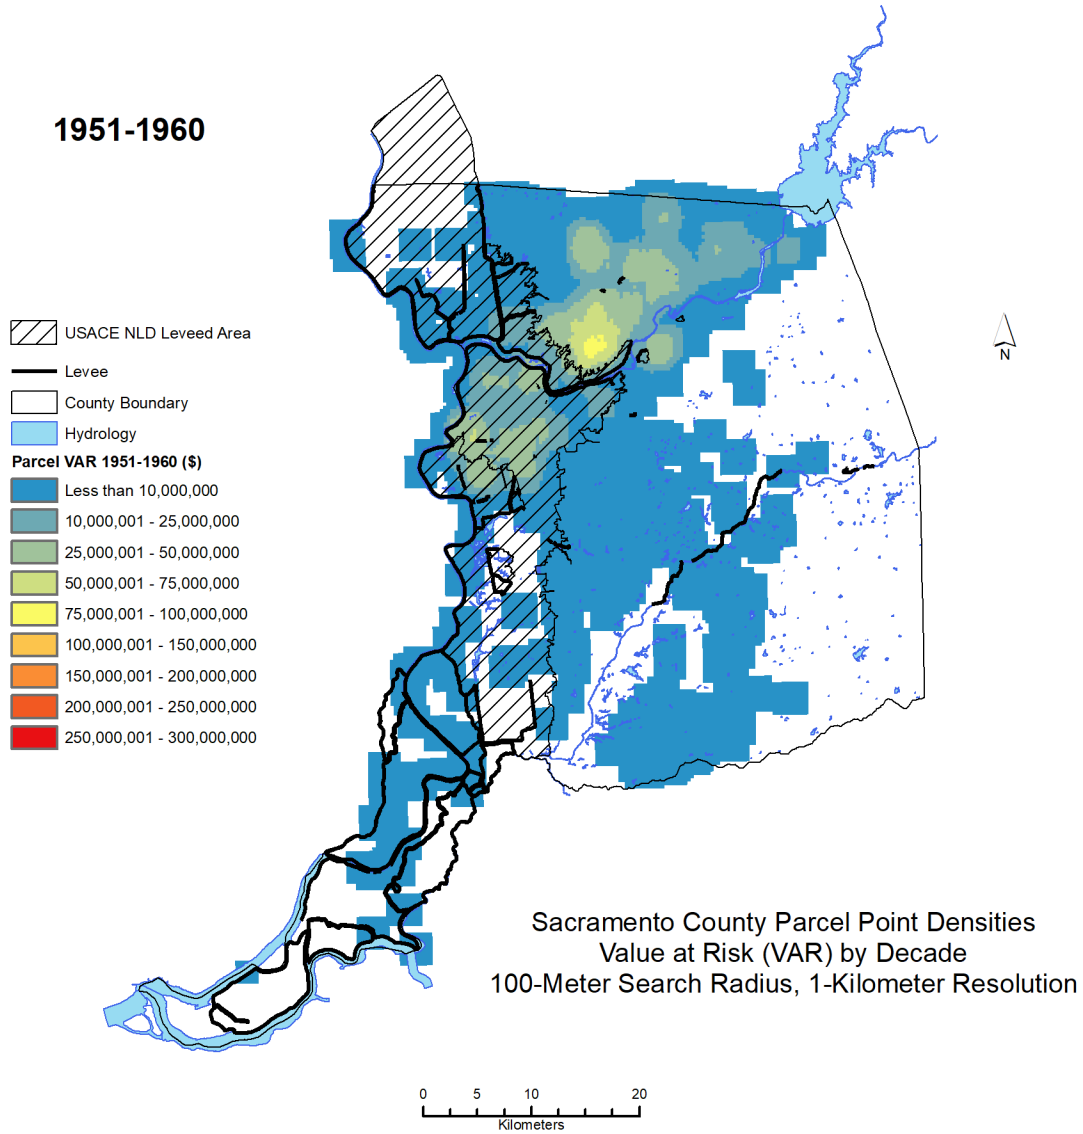 1951-1960
USACE NLD Leveed Area
Levee
County Boundary
Hydrology
Parcel VAR 1951-1960 ($)
Less than 10,000,000
10,000,001 - 25,000,000
25,000,001 - 50,000,000
50,000,001 - 75,000,000
75,000,001 - 100,000,000
100,000,001 - 150,000,000
150,000,001 - 200,000,000
200,000,001 - 250,000,000
250,000,001 - 300,000,000
N
Sacramento County Parcel Point Densities
Value at Risk (VAR) by Decade
100-Meter Search Radius, 1-Kilometer Resolution
0 5 10 20
Kilometers